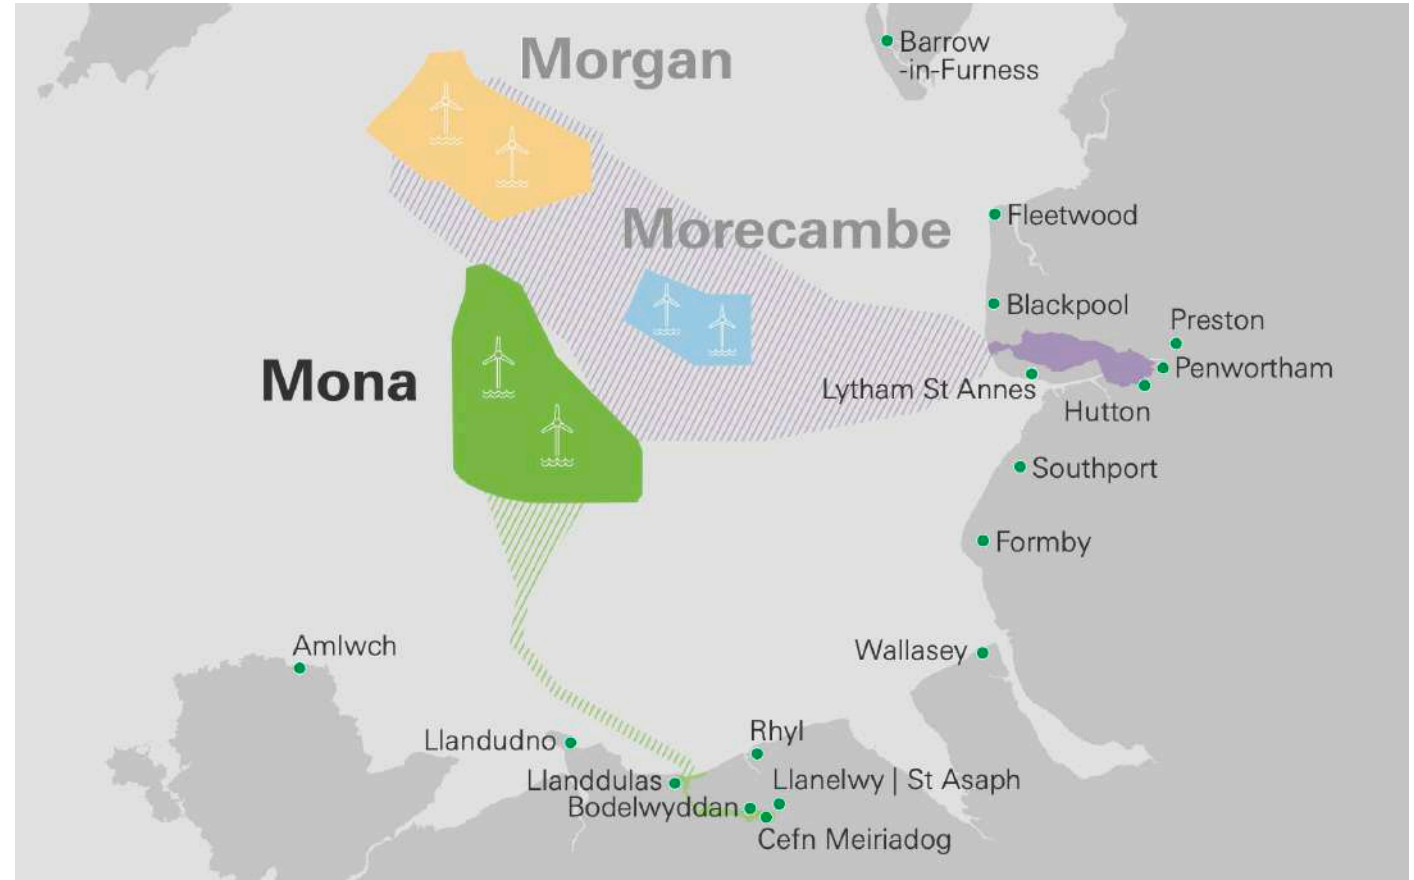 Morgan
Barrow
-in-Furness
Morecambe
Fleetwood
Blackpool
Preston
Penwortham
Mona
Lytham St Annes
Hutton
Southport
Formby
Amlwch
Wallasey
Llandudno
Rhyl
Llanddulas
Llanelwy | St Asaph
Bodelwyddan
Cefn Meiriadog